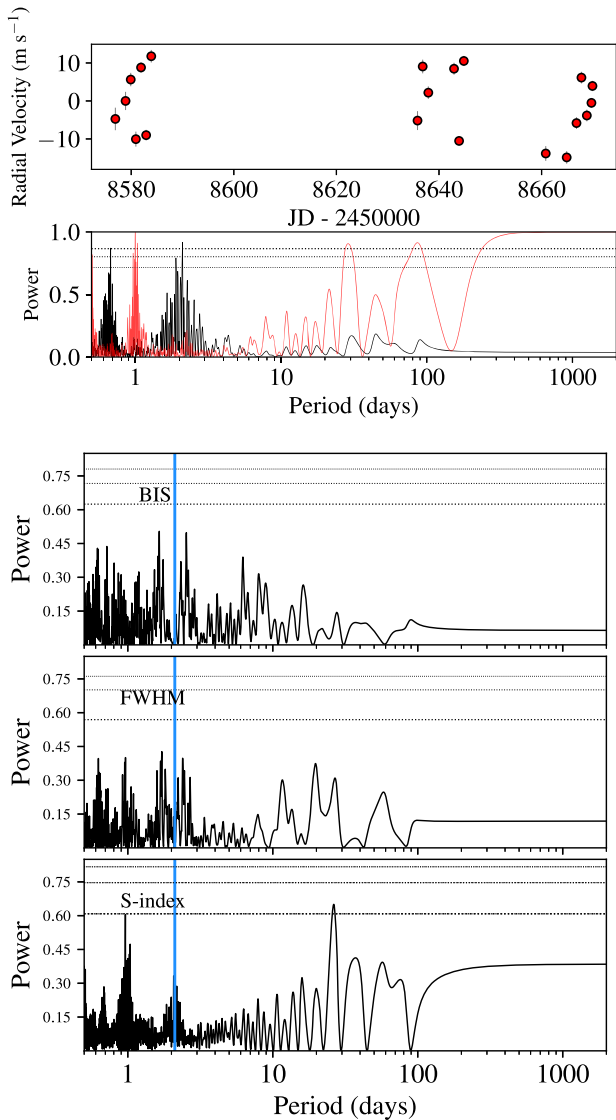 Radial Velocity (m s⁻¹)
10
0
−10
8580 8600 8620 8640 8660
JD - 2450000
Power
1.0
0.5
0.0
1 10 100 1000
Period (days)
Power
0.75
0.60
0.45
0.30
0.15
BIS
Power
0.75
0.60
0.45
0.30
0.15
FWHM
Power
0.75
0.60
0.45
0.30
0.15
S-index
1 10 100 1000
Period (days)